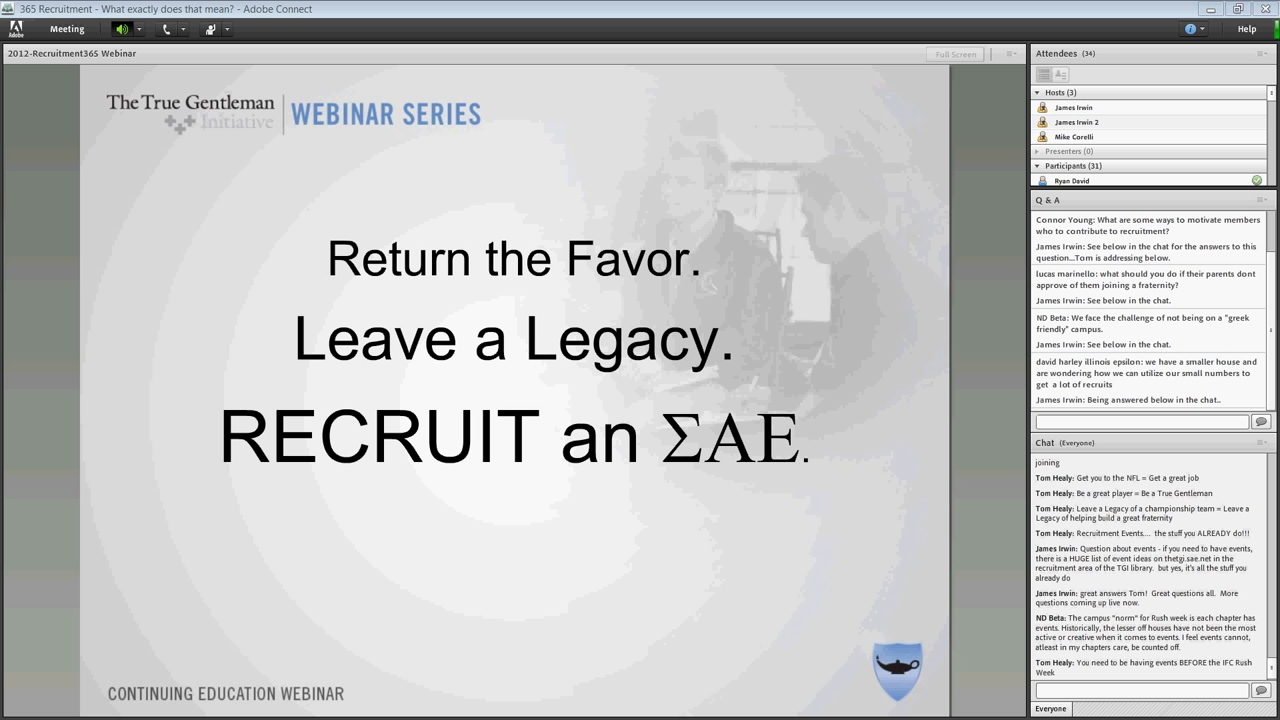 365 Recruitment - What exactly does that mean? - Adobe Connect
Adobe
Meeting
Help
2012-Recruitment365 Webinar
Full Screen
The True Gentleman
Initiative
WEBINAR SERIES
Return the Favor.
Leave a Legacy.
RECRUIT an ΣΑΕ.
CONTINUING EDUCATION WEBINAR
Attendees (34)
Hosts (3)
James Irwin
James Irwin 2
Mike Corelli
Presenters (0)
Participants (31)
Ryan David
Q & A
Connor Young: What are some ways to motivate members
who to contribute to recruitment?
James Irwin: See below in the chat for the answers to this
question...Tom is addressing below.
lucas marinello: what should you do if their parents dont
approve of them joining a fraternity?
James Irwin: See below in the chat.
ND Beta: We face the challenge of not being on a "greek
friendly" campus.
James Irwin: See below in the chat.
david harley illinois epsilon: we have a smaller house and
are wondering how we can utilize our small numbers to
get a lot of recruits
James Irwin: Being answered below in the chat..
Chat (Everyone)
joining
Tom Healy: Get you to the NFL = Get a great job
Tom Healy: Be a great player = Be a True Gentleman
Tom Healy: Leave a Legacy of a championship team = Leave a
Legacy of helping build a great fraternity
Tom Healy: Recruitment Events.... the stuff you ALREADY do!!!
James Irwin: Question about events - if you need to have events,
there is a HUGE list of event ideas on thetgi.sae.net in the
recruitment area of the TGI library. but yes, it's all the stuff you
already do
James Irwin: great answers Tom! Great questions all. More
questions coming up live now.
ND Beta: The campus "norm" for Rush week is each chapter has
events. Historically, the lesser off houses have not been the most
active or creative when it comes to events. I feel events cannot,
atleast in my chapters care, be counted off.
Tom Healy: You need to be having events BEFORE the IFC Rush
Week
Everyone